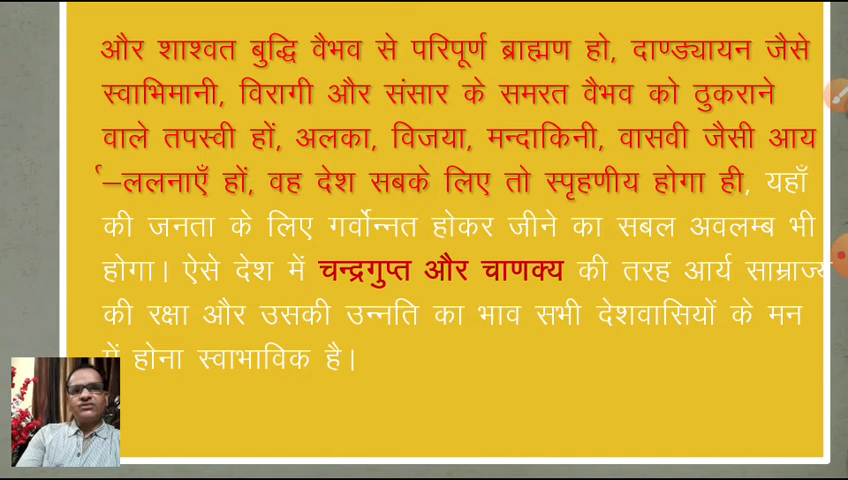 और शाश्वत बुद्धि वैभव से परिपूर्ण ब्राह्मण हो, दाण्ड्यायन जैसे
स्वाभिमानी, विरागी और संसार के समरत वैभव को ठुकराने
वाले तपस्वी हों, अलका, विजया, मन्दाकिनी, वासवी जैसी आय
र्–ललनाएँ हों, वह देश सबके लिए तो स्पृहणीय होगा ही, यहाँ
की जनता के लिए गर्वोन्नत होकर जीने का सबल अवलम्ब भी
होगा। ऐसे देश में चन्द्रगुप्त और चाणक्य की तरह आर्य साम्राज्य
की रक्षा और उसकी उन्नति का भाव सभी देशवासियों के मन
में होना स्वाभाविक है।